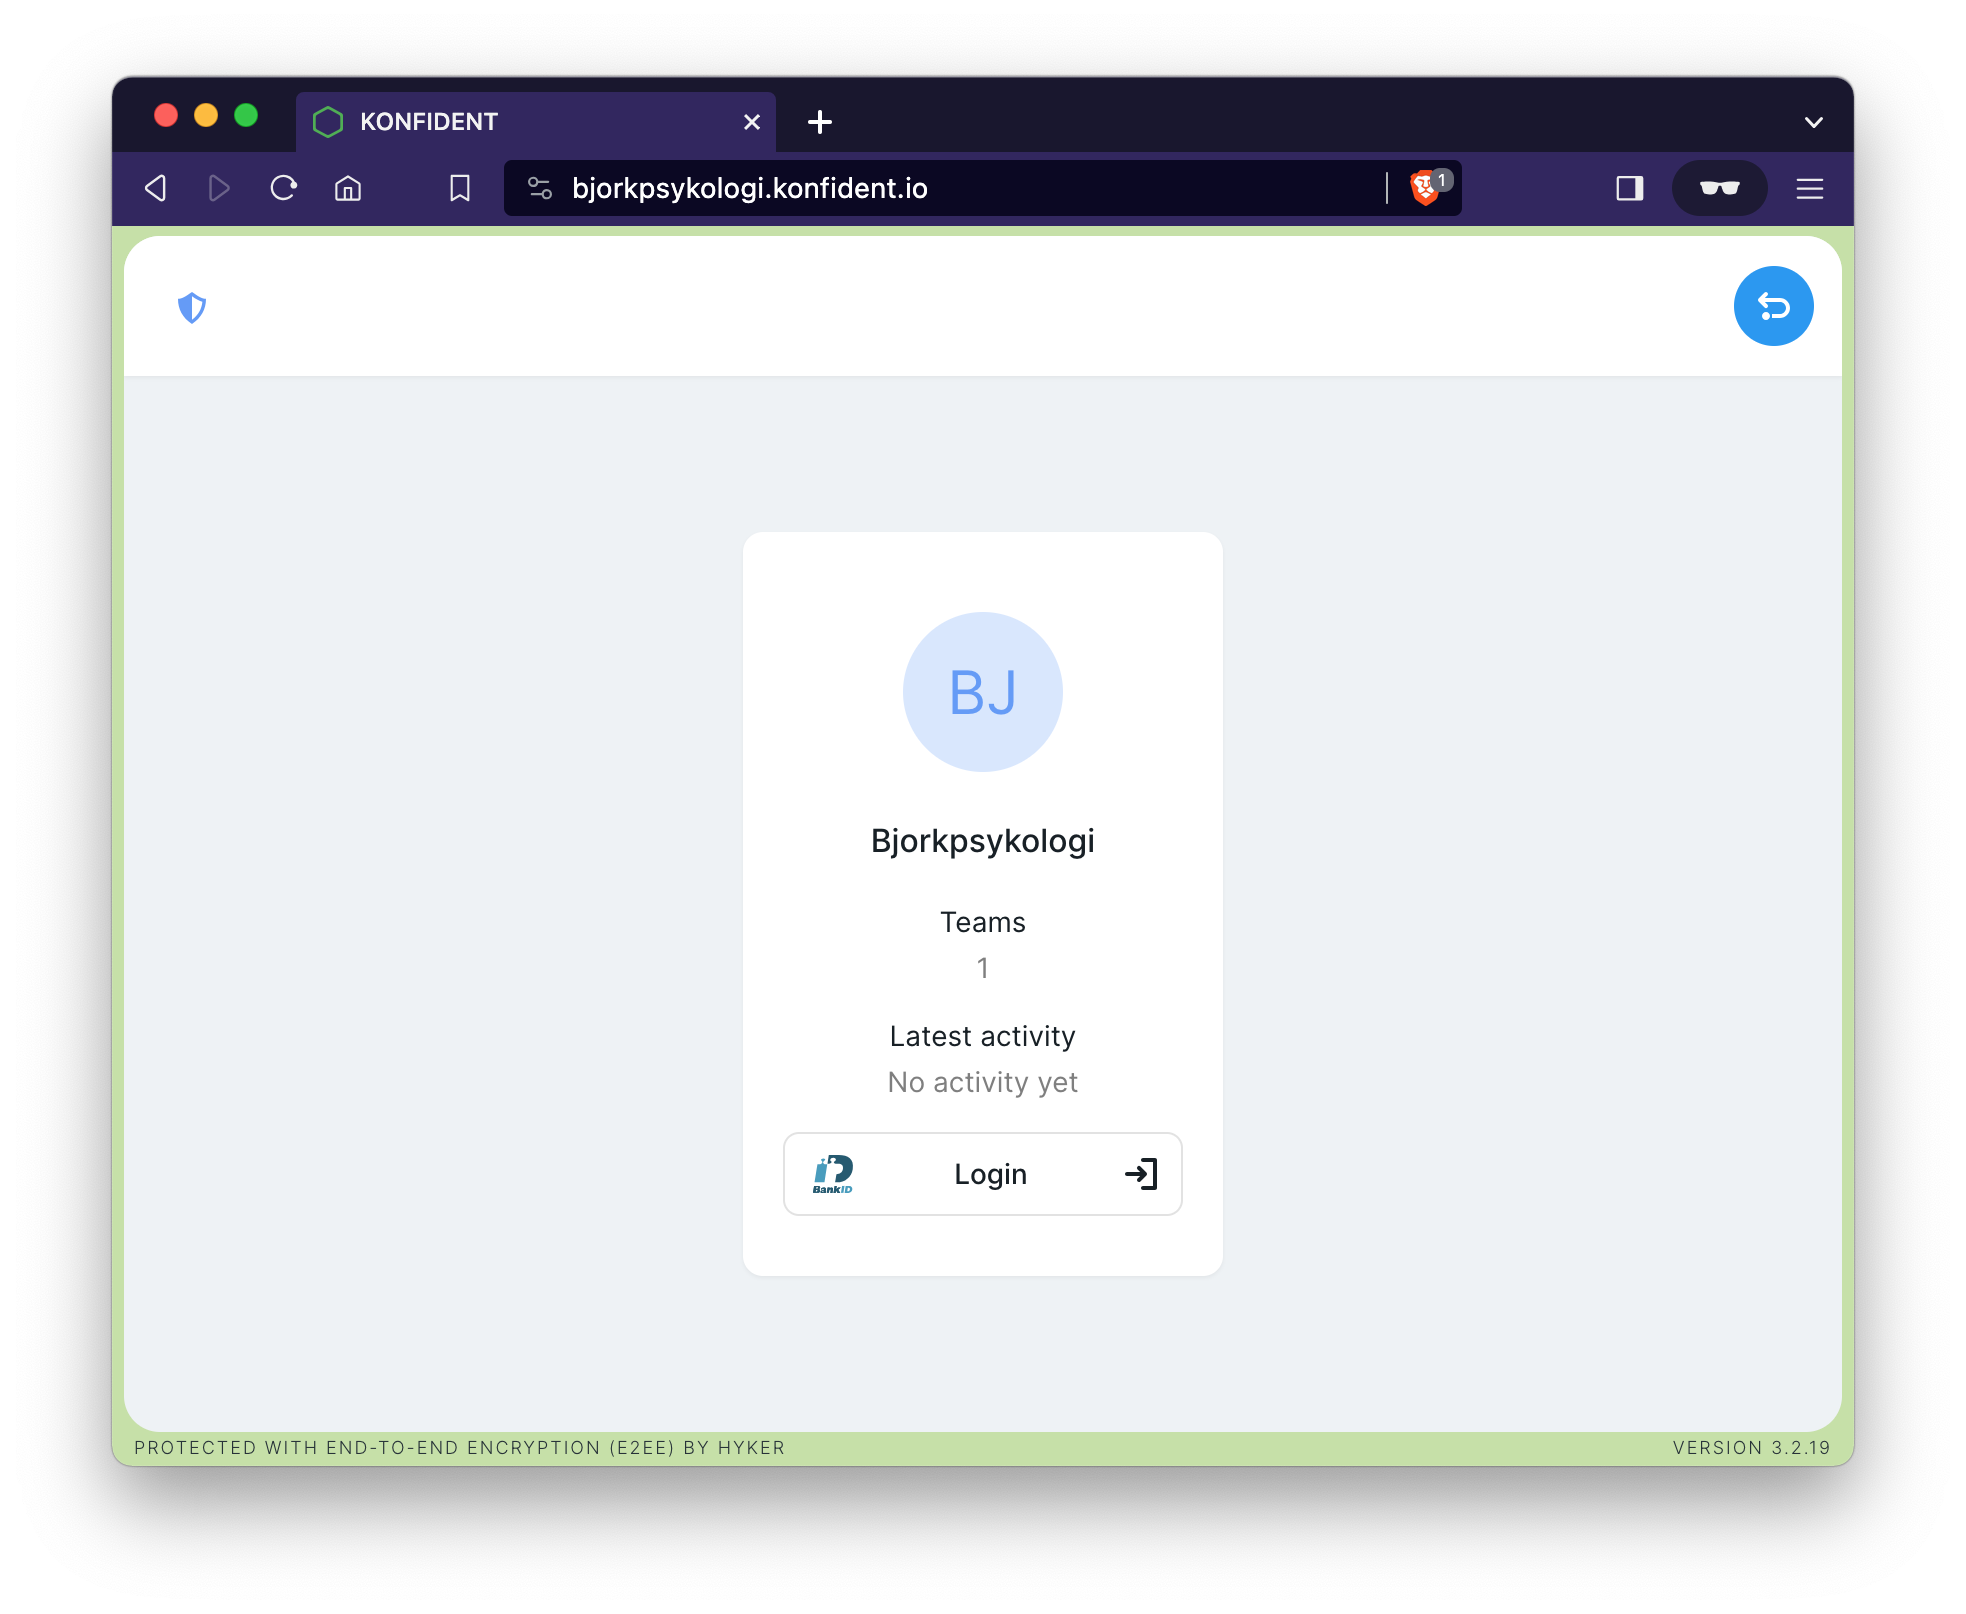 KONFIDENT
bjorkpsykologi.konfident.io
1
BJ
Bjorkpsykologi
Teams
1
Latest activity
No activity yet
BankID
Login
PROTECTED WITH END-TO-END ENCRYPTION (E2EE) BY HYKER
VERSION 3.2.19